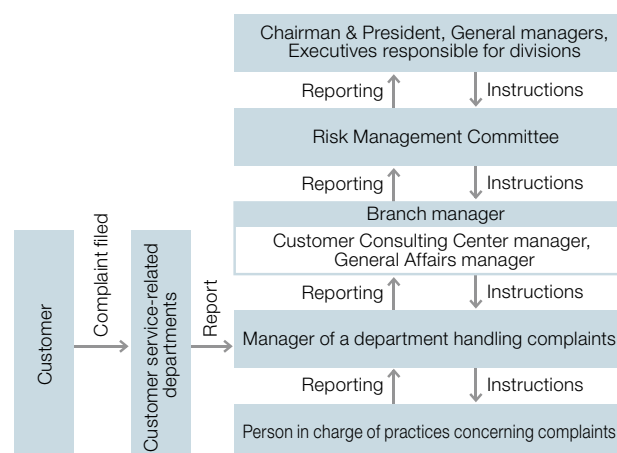 Chairman & President, General managers,
Executives responsible for divisions
Reporting
Instructions
Risk Management Committee
Reporting
Instructions
Branch manager
Customer Consulting Center manager,
General Affairs manager
Reporting
Instructions
Customer
Complaint filed
Customer service-related
departments
Report
Manager of a department handling complaints
Reporting
Instructions
Person in charge of practices concerning complaints